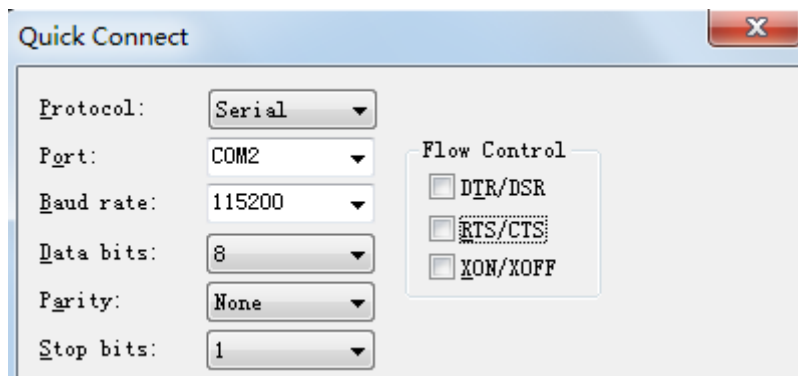 Quick Connect
Protocol: Serial
Port: COM2
Baud rate: 115200
Data bits: 8
Parity: None
Stop bits: 1
Flow Control
DTR/DSR
RTS/CTS
XON/XOFF